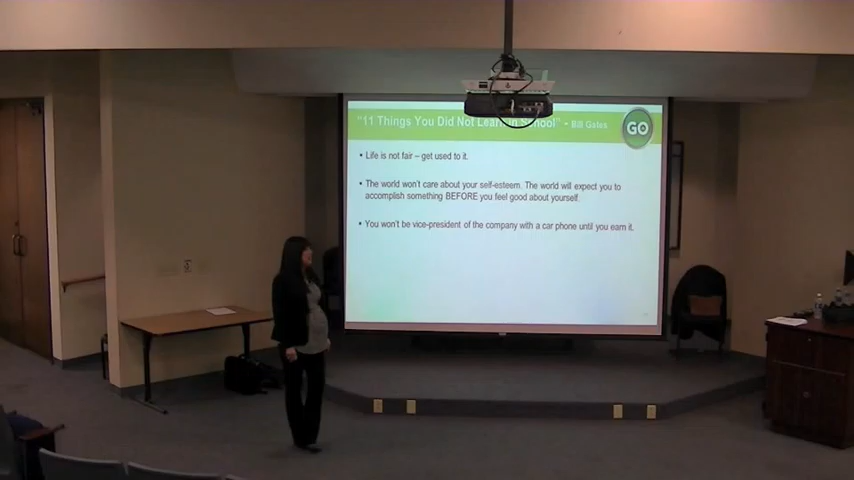 "11 Things You Did Not Learn in School" - Bill Gates
GO
• Life is not fair – get used to it.
• The world won't care about your self-esteem. The world will expect you to
accomplish something BEFORE you feel good about yourself.
• You won't be vice-president of the company with a car phone until you earn it.